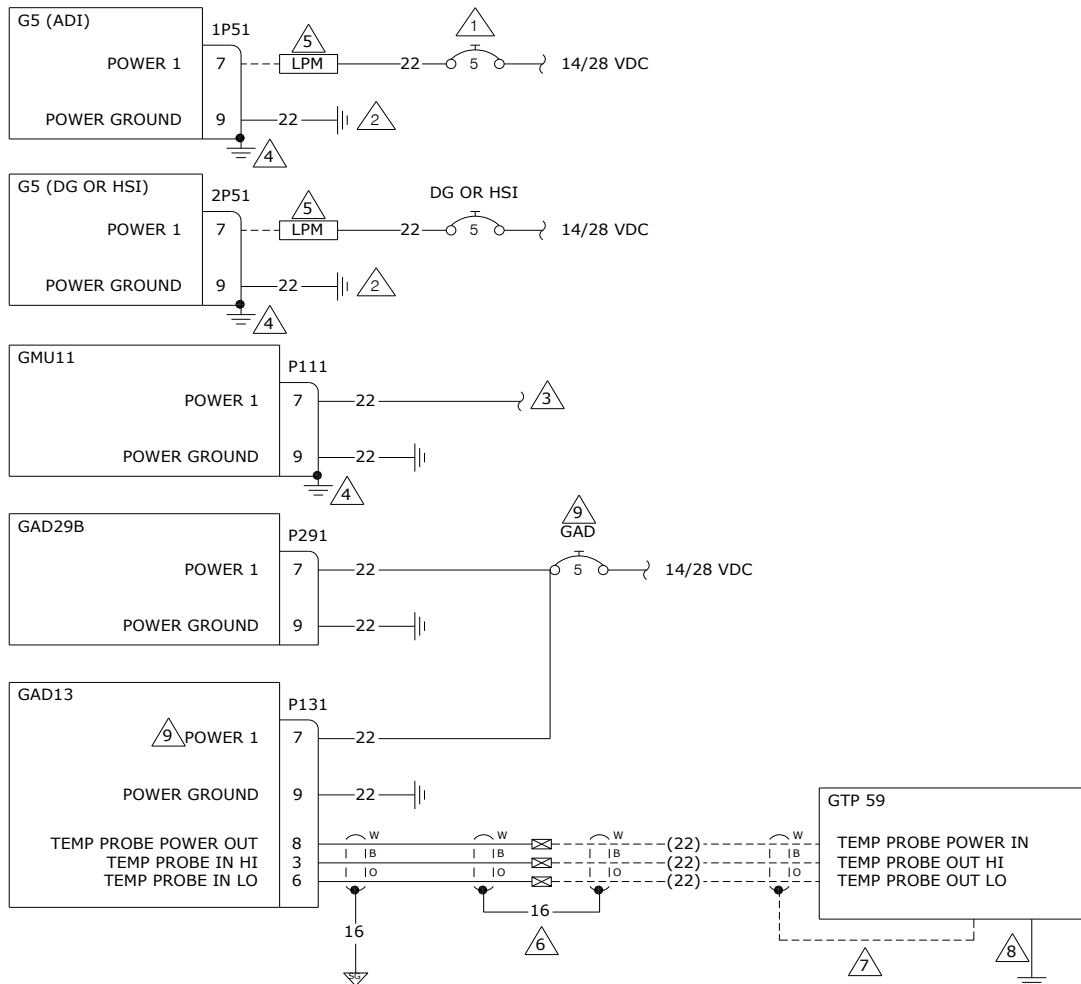 G5 (ADI)
1P51
5
1
POWER 1 7 LPM 22 5 14/28 VDC
POWER GROUND 9 22 2
4
G5 (DG OR HSI)
2P51
5
DG OR HSI
POWER 1 7 LPM 22 5 14/28 VDC
POWER GROUND 9 22 2
4
GMU11
P111
POWER 1 7 22 3
POWER GROUND 9 22
4
GAD29B
P291
9
GAD
POWER 1 7 22 5 14/28 VDC
POWER GROUND 9 22
GAD13
P131
9 POWER 1 7 22
POWER GROUND 9 22
GTP 59
TEMP PROBE POWER OUT 8 W W W (22) W TEMP PROBE POWER IN
TEMP PROBE IN HI 3 B B B (22) B TEMP PROBE OUT HI
TEMP PROBE IN LO 6 O O O (22) O TEMP PROBE OUT LO
16 16
6 7 8
SG